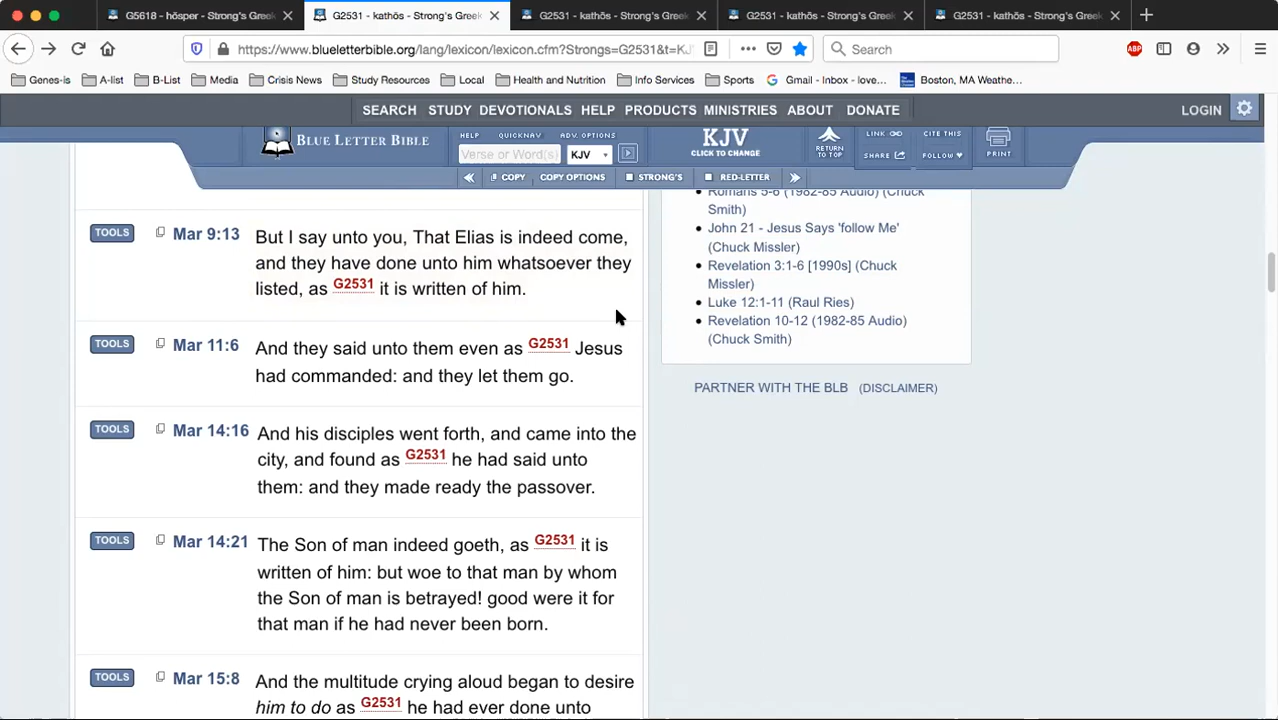 G5618 - hōsper - Strong's Greek
G2531 - kathōs - Strong's Greek
G2531 - kathōs - Strong's Greek
G2531 - kathōs - Strong's Greek
G2531 - kathōs - Strong's Greek
https://www.blueletterbible.org/lang/lexicon/lexicon.cfm?Strongs=G2531&t=KJ
Search
ABP
Genes-is
A-list
B-List
Media
Crisis News
Study Resources
Local
Health and Nutrition
Info Services
Sports
Gmail - Inbox - love...
Boston, MA Weathe...
SEARCH STUDY DEVOTIONALS HELP PRODUCTS MINISTRIES ABOUT DONATE
LOGIN
BLUE LETTER BIBLE
HELP QUICKNAV ADV. OPTIONS
Verse or Word(s)
KJV
KJV
CLICK TO CHANGE
RETURN
TO TOP
LINK
SHARE
CITE THIS
FOLLOW
PRINT
COPY COPY OPTIONS STRONG'S RED-LETTER
TOOLS
Mar 9:13
But I say unto you, That Elias is indeed come,
and they have done unto him whatsoever they
listed, as G2531 it is written of him.
TOOLS
Mar 11:6
And they said unto them even as G2531 Jesus
had commanded: and they let them go.
TOOLS
Mar 14:16
And his disciples went forth, and came into the
city, and found as G2531 he had said unto
them: and they made ready the passover.
TOOLS
Mar 14:21
The Son of man indeed goeth, as G2531 it is
written of him: but woe to that man by whom
the Son of man is betrayed! good were it for
that man if he had never been born.
TOOLS
Mar 15:8
And the multitude crying aloud began to desire
him to do as G2531 he had ever done unto
Romans 5-6 (1982-85 Audio) (Chuck
Smith)
John 21 - Jesus Says 'follow Me'
(Chuck Missler)
Revelation 3:1-6 [1990s] (Chuck
Missler)
Luke 12:1-11 (Raul Ries)
Revelation 10-12 (1982-85 Audio)
(Chuck Smith)
PARTNER WITH THE BLB (DISCLAIMER)